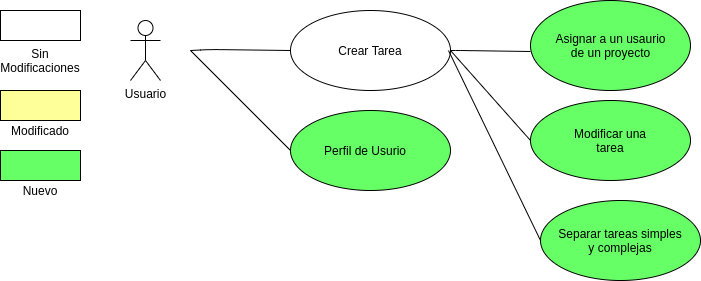 Sin
Modificaciones
Modificado
Nuevo
Usuario
Crear Tarea
Perfil de Usurio
Asignar a un usaurio
de un proyecto
Modificar una
tarea
Separar tareas simples
y complejas